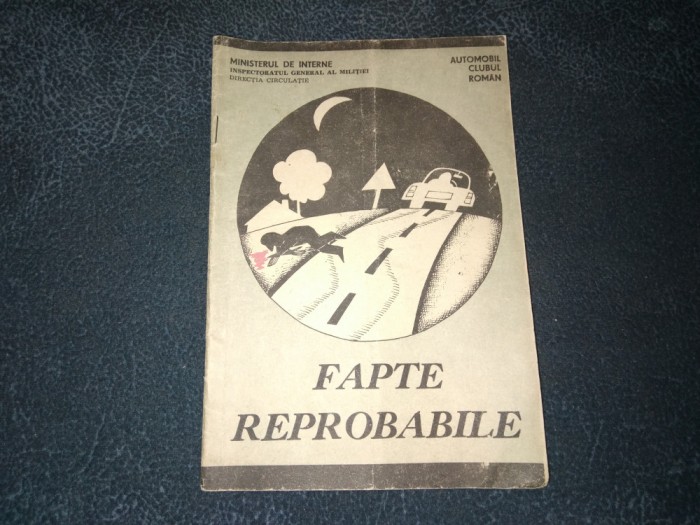 MINISTERUL DE INTERNE
INSPECTORATUL GENERAL AL MILIȚIEI
DIRECȚIA CIRCULAȚIE
AUTOMOBIL
CLUBUL
ROMÂN
FAPTE
REPROBABILE